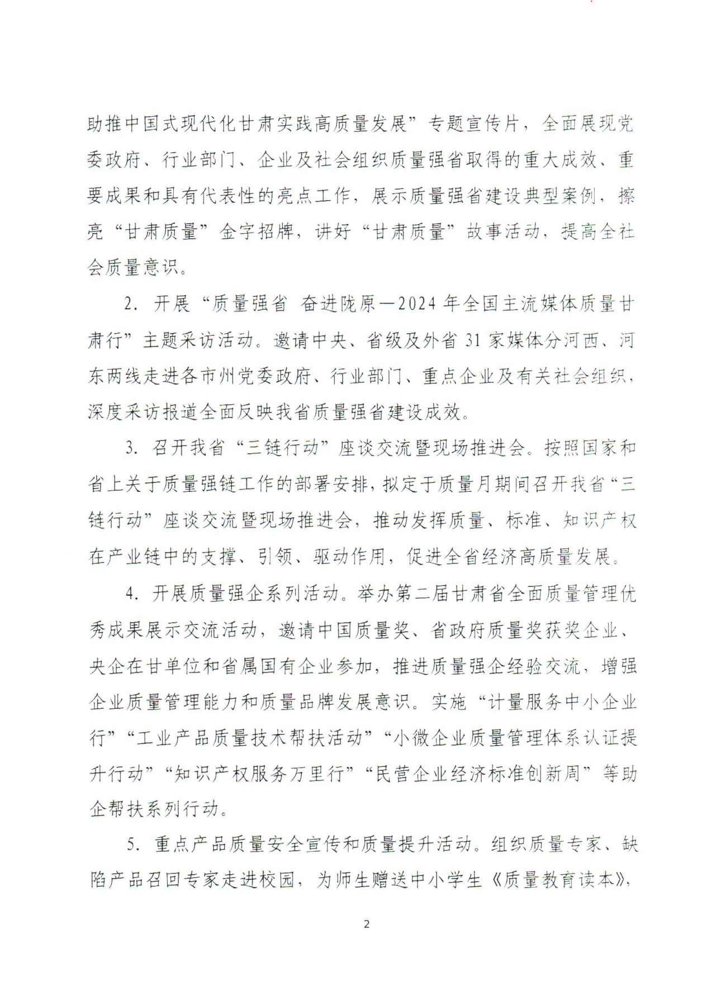 助推中国式现代化甘肃实践高质量发展”专题宣传片，全面展现党
委政府、行业部门、企业及社会组织质量强省取得的重大成效、重
要成果和具有代表性的亮点工作，展示质量强省建设典型案例，擦
亮“甘肃质量”金字招牌，讲好“甘肃质量”故事活动，提高全社
会质量意识。
2. 开展“质量强省 奋进陇原—2024年全国主流媒体质量甘
肃行”主题采访活动。邀请中央、省级及外省31家媒体分河西、河
东两线走进各市州党委政府、行业部门、重点企业及有关社会组织，
深度采访报道全面反映我省质量强省建设成效。
3. 召开我省“三链行动”座谈交流暨现场推进会。按照国家和
省上关于质量强链工作的部署安排，拟定于质量月期间召开我省“三
链行动”座谈交流暨现场推进会，推动发挥质量、标准、知识产权
在产业链中的支撑、引领、驱动作用，促进全省经济高质量发展。
4. 开展质量强企系列活动。举办第二届甘肃省全面质量管理优
秀成果展示交流活动，邀请中国质量奖、省政府质量奖获奖企业、
央企在甘单位和省属国有企业参加，推进质量强企经验交流，增强
企业质量管理能力和质量品牌发展意识。实施“计量服务中小企业
行”“工业产品质量技术帮扶活动”“小微企业质量管理体系认证提
升行动”“知识产权服务万里行”“民营企业经济标准创新周”等助
企帮扶系列行动。
5. 重点产品质量安全宣传和质量提升活动。组织质量专家、缺
陷产品召回专家走进校园，为师生赠送中小学生《质量教育读本》，
2